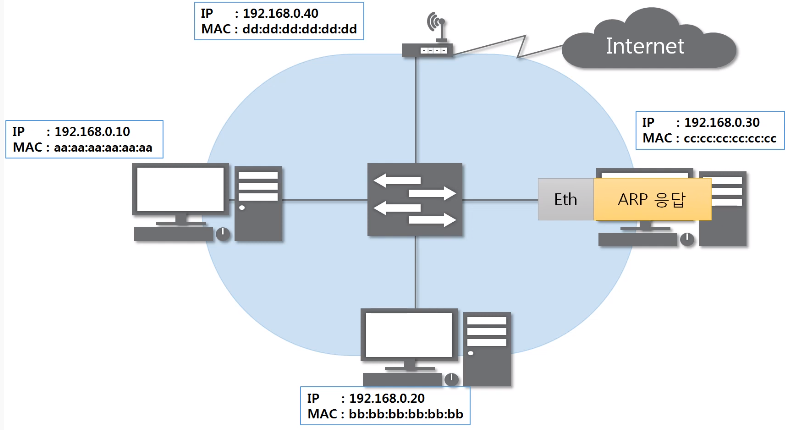 IP : 192.168.0.40
MAC : dd:dd:dd:dd:dd:dd
Internet
IP : 192.168.0.10
MAC : aa:aa:aa:aa:aa:aa
IP : 192.168.0.30
MAC : cc:cc:cc:cc:cc:cc
Eth
ARP 응답
IP : 192.168.0.20
MAC : bb:bb:bb:bb:bb:bb